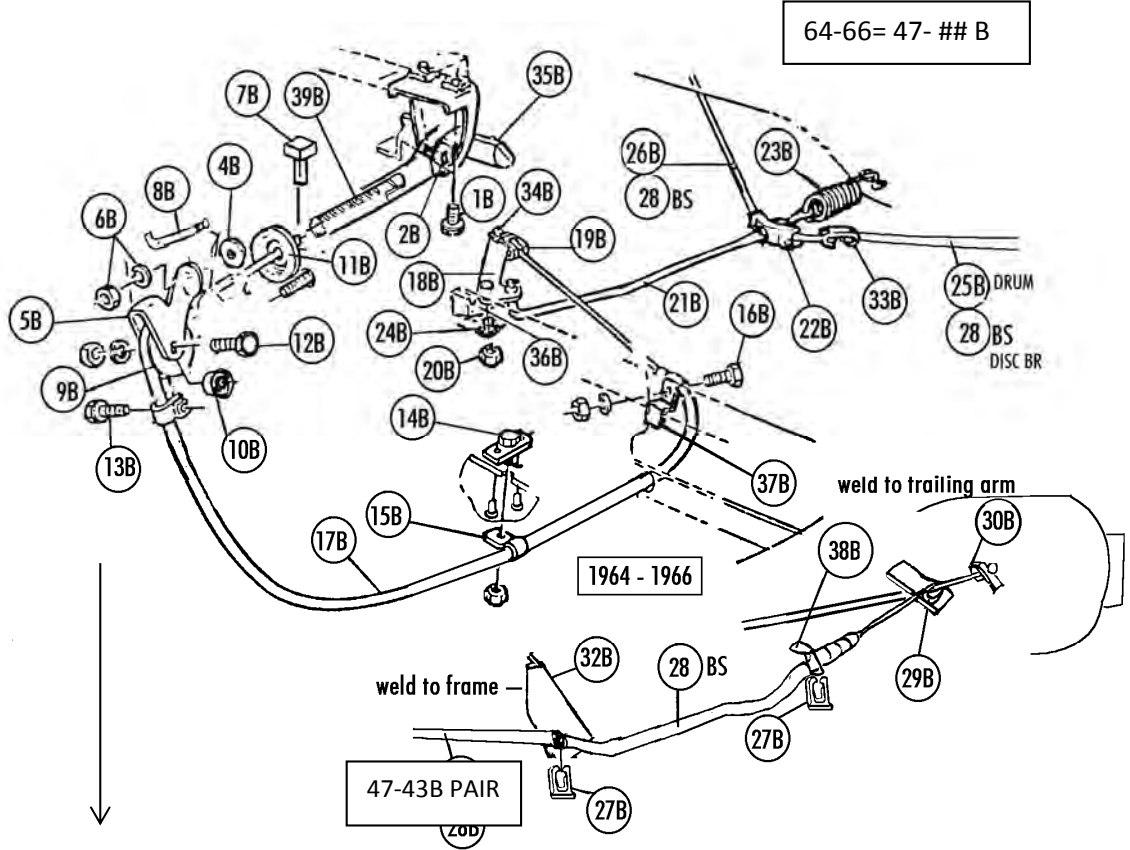 64-66= 47- ## B
7B
39B
35B
4B
8B
6B
26B
23B
28 BS
34B
1B
2B
19B
11B
18B
5B
12B
24B
36B
21B
16B
22B
33B
25B DRUM
28 BS
DISC BR
20B
9B
10B
14B
13B
37B
weld to trailing arm
30B
15B
17B
1964 - 1966
38B
29B
32B
28 BS
weld to frame
27B
47-43B PAIR
27B
28B